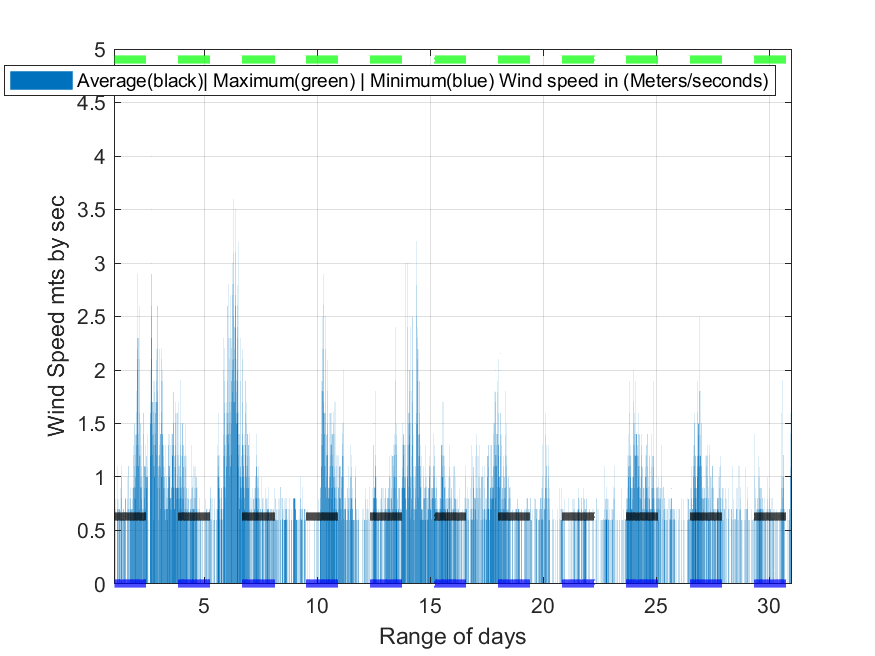 5
Average(black)| Maximum(green) | Minimum(blue) Wind speed in (Meters/seconds)
4.5
4
3.5
3
2.5
2
1.5
1
0.5
0
Wind Speed mts by sec
5 10 15 20 25 30
Range of days